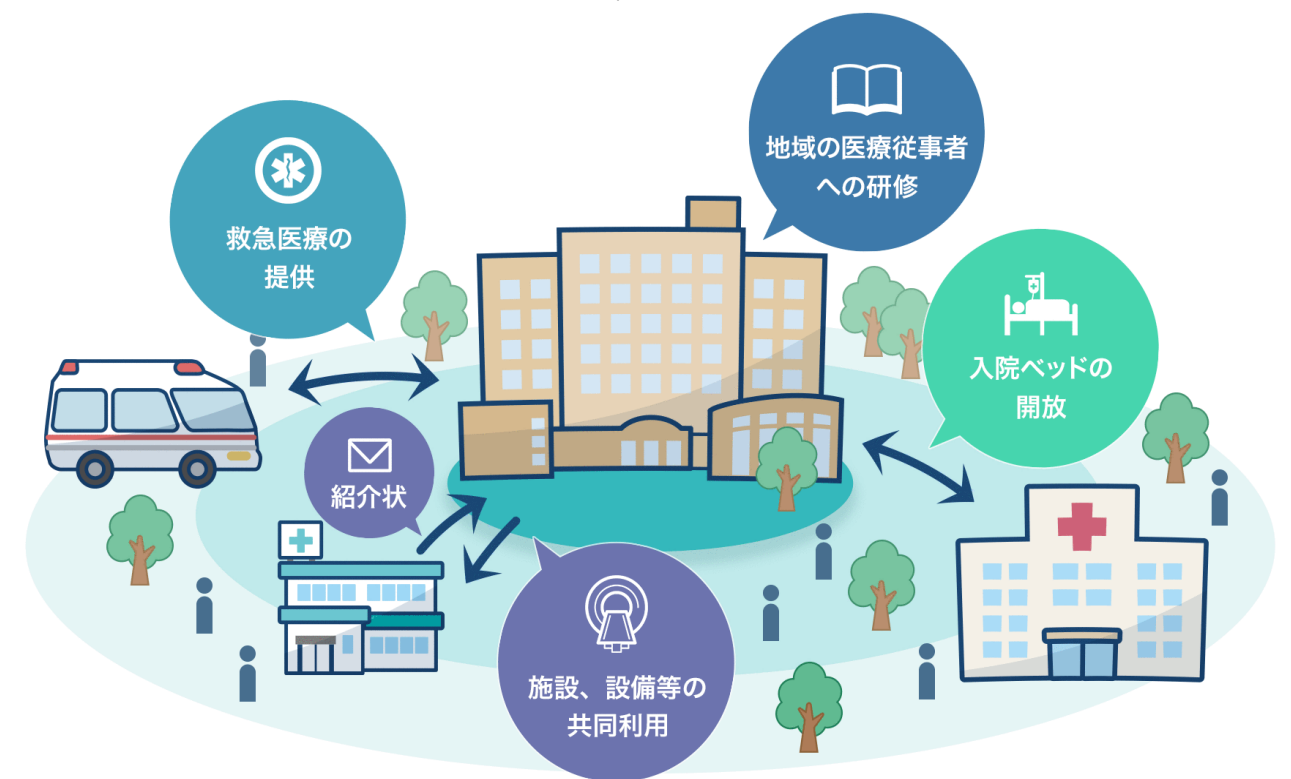 地域の医療従事者
への研修
救急医療の
提供
入院ベッドの
開放
紹介状
施設、設備等の
共同利用